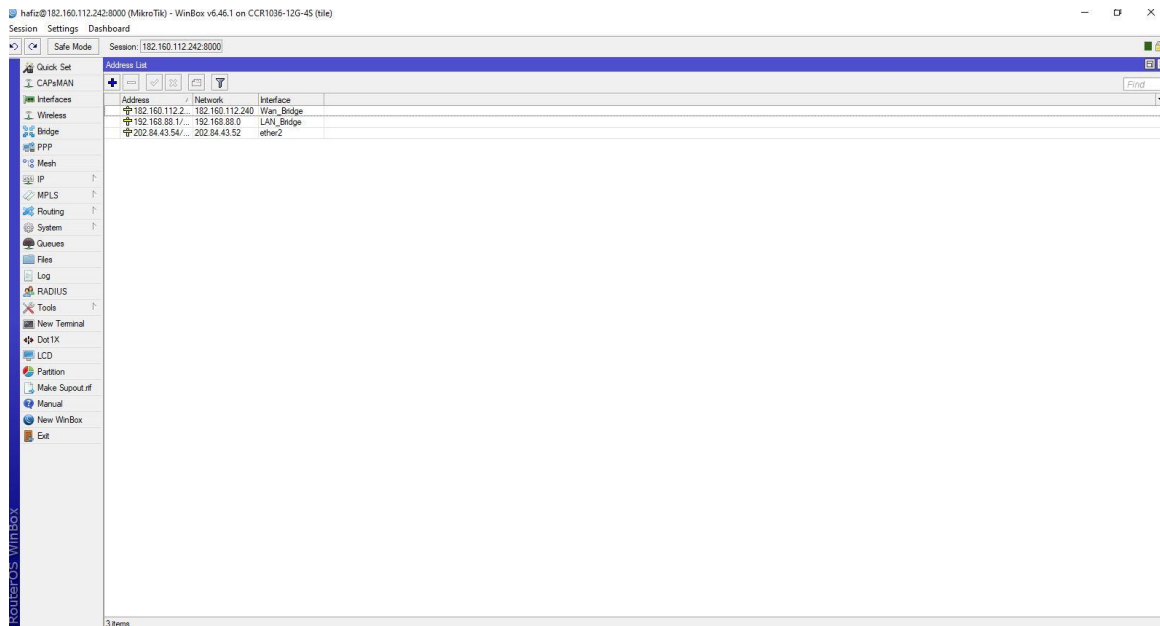 hafiz@182.160.112.242:8000 (MikroTik) - WinBox v6.46.1 on CCR1036-12G-4S (tile)
Session Settings Dashboard
Safe Mode Session: 182.160.112.242:8000
Quick Set
CAPsMAN
Interfaces
Wireless
Bridge
PPP
Mesh
IP
MPLS
Routing
System
Queues
Files
Log
RADIUS
Tools
New Terminal
Dot1X
LCD
Partition
Make Supout.rif
Manual
New WinBox
Exit
RouterOS WinBox
Address List
Find
Address / Network Interface
182.160.112.2... 182.160.112.240 Wan_Bridge
192.168.88.1/... 192.168.88.0 LAN_Bridge
202.84.43.54/... 202.84.43.52 ether2
3 items